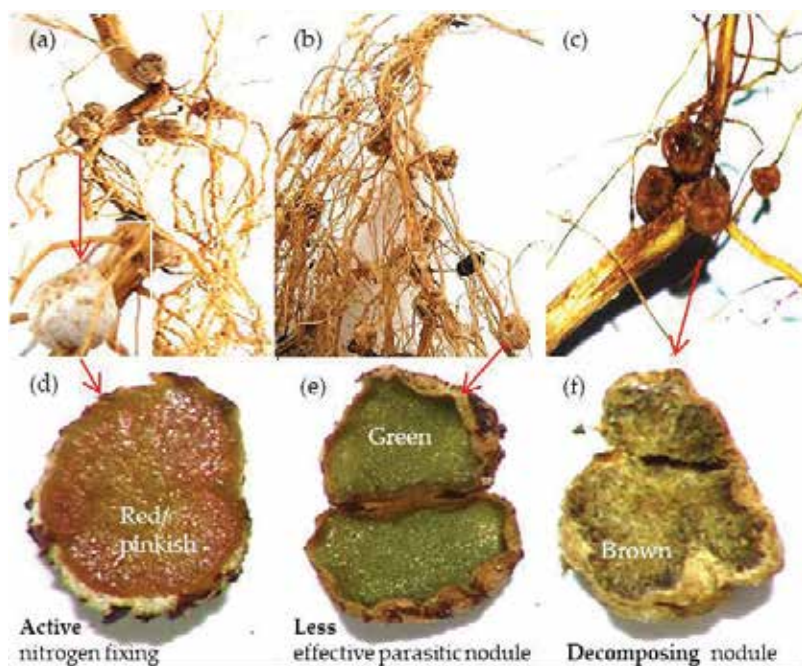 (a)
(b)
(c)
(d)
(e)
(f)
Red/
pinkish
Green
Brown
Active
nitrogen fixing
Less
effective parasitic nodule
Decomposing nodule